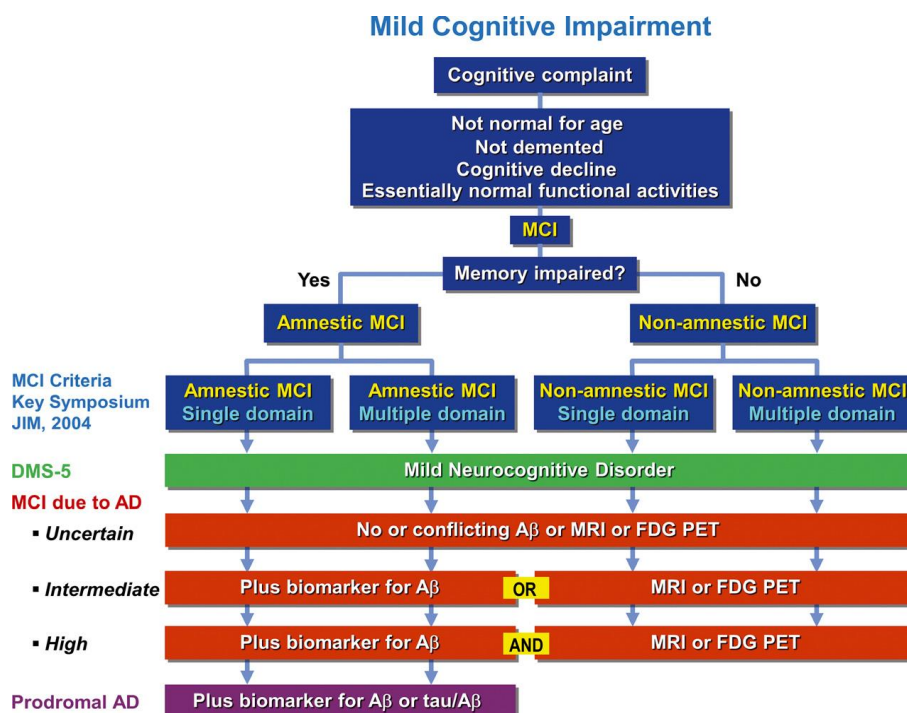 Mild Cognitive Impairment
Cognitive complaint
Not normal for age
Not demented
Cognitive decline
Essentially normal functional activities
MCI
Memory impaired?
Yes
No
Amnestic MCI
Non-amnestic MCI
MCI Criteria
Key Symposium
JIM, 2004
Amnestic MCI
Single domain
Amnestic MCI
Multiple domain
Non-amnestic MCI
Single domain
Non-amnestic MCI
Multiple domain
DMS-5
Mild Neurocognitive Disorder
MCI due to AD
▪ Uncertain
No or conflicting Aβ or MRI or FDG PET
▪ Intermediate
Plus biomarker for Aβ
OR
MRI or FDG PET
▪ High
Plus biomarker for Aβ
AND
MRI or FDG PET
Prodromal AD
Plus biomarker for Aβ or tau/Aβ